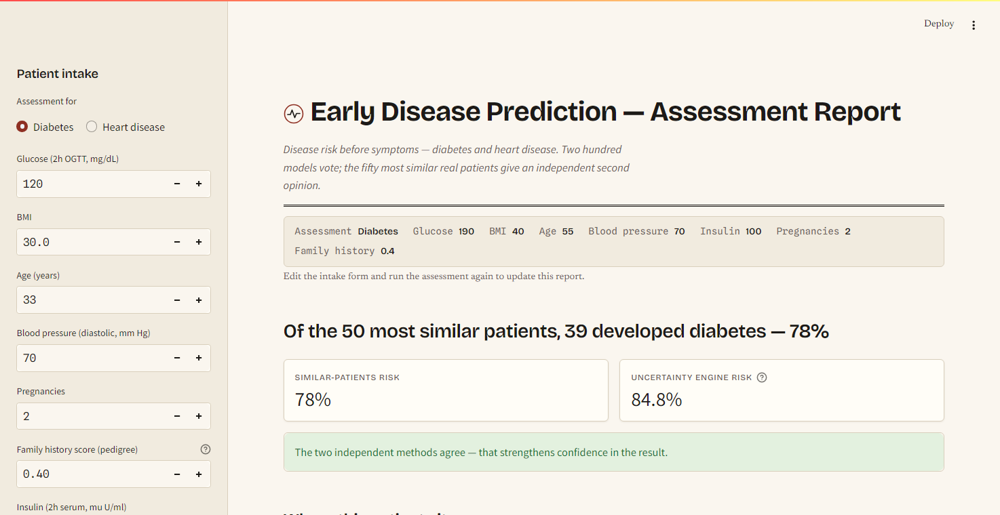 Deploy
Patient intake
Assessment for
Diabetes
Heart disease
Glucose (2h OGTT, mg/dL)
120
BMI
30.0
Age (years)
33
Blood pressure (diastolic, mm Hg)
70
Pregnancies
2
Family history score (pedigree)
0.40
Insulin (2h serum, mu U/ml)
Early Disease Prediction — Assessment Report
Disease risk before symptoms — diabetes and heart disease. Two hundred
models vote; the fifty most similar real patients give an independent second
opinion.
Assessment Diabetes Glucose 190 BMI 40 Age 55 Blood pressure 70 Insulin 100 Pregnancies 2
Family history 0.4
Edit the intake form and run the assessment again to update this report.
Of the 50 most similar patients, 39 developed diabetes — 78%
SIMILAR-PATIENTS RISK
78%
UNCERTAINTY ENGINE RISK
84.8%
The two independent methods agree — that strengthens confidence in the result.